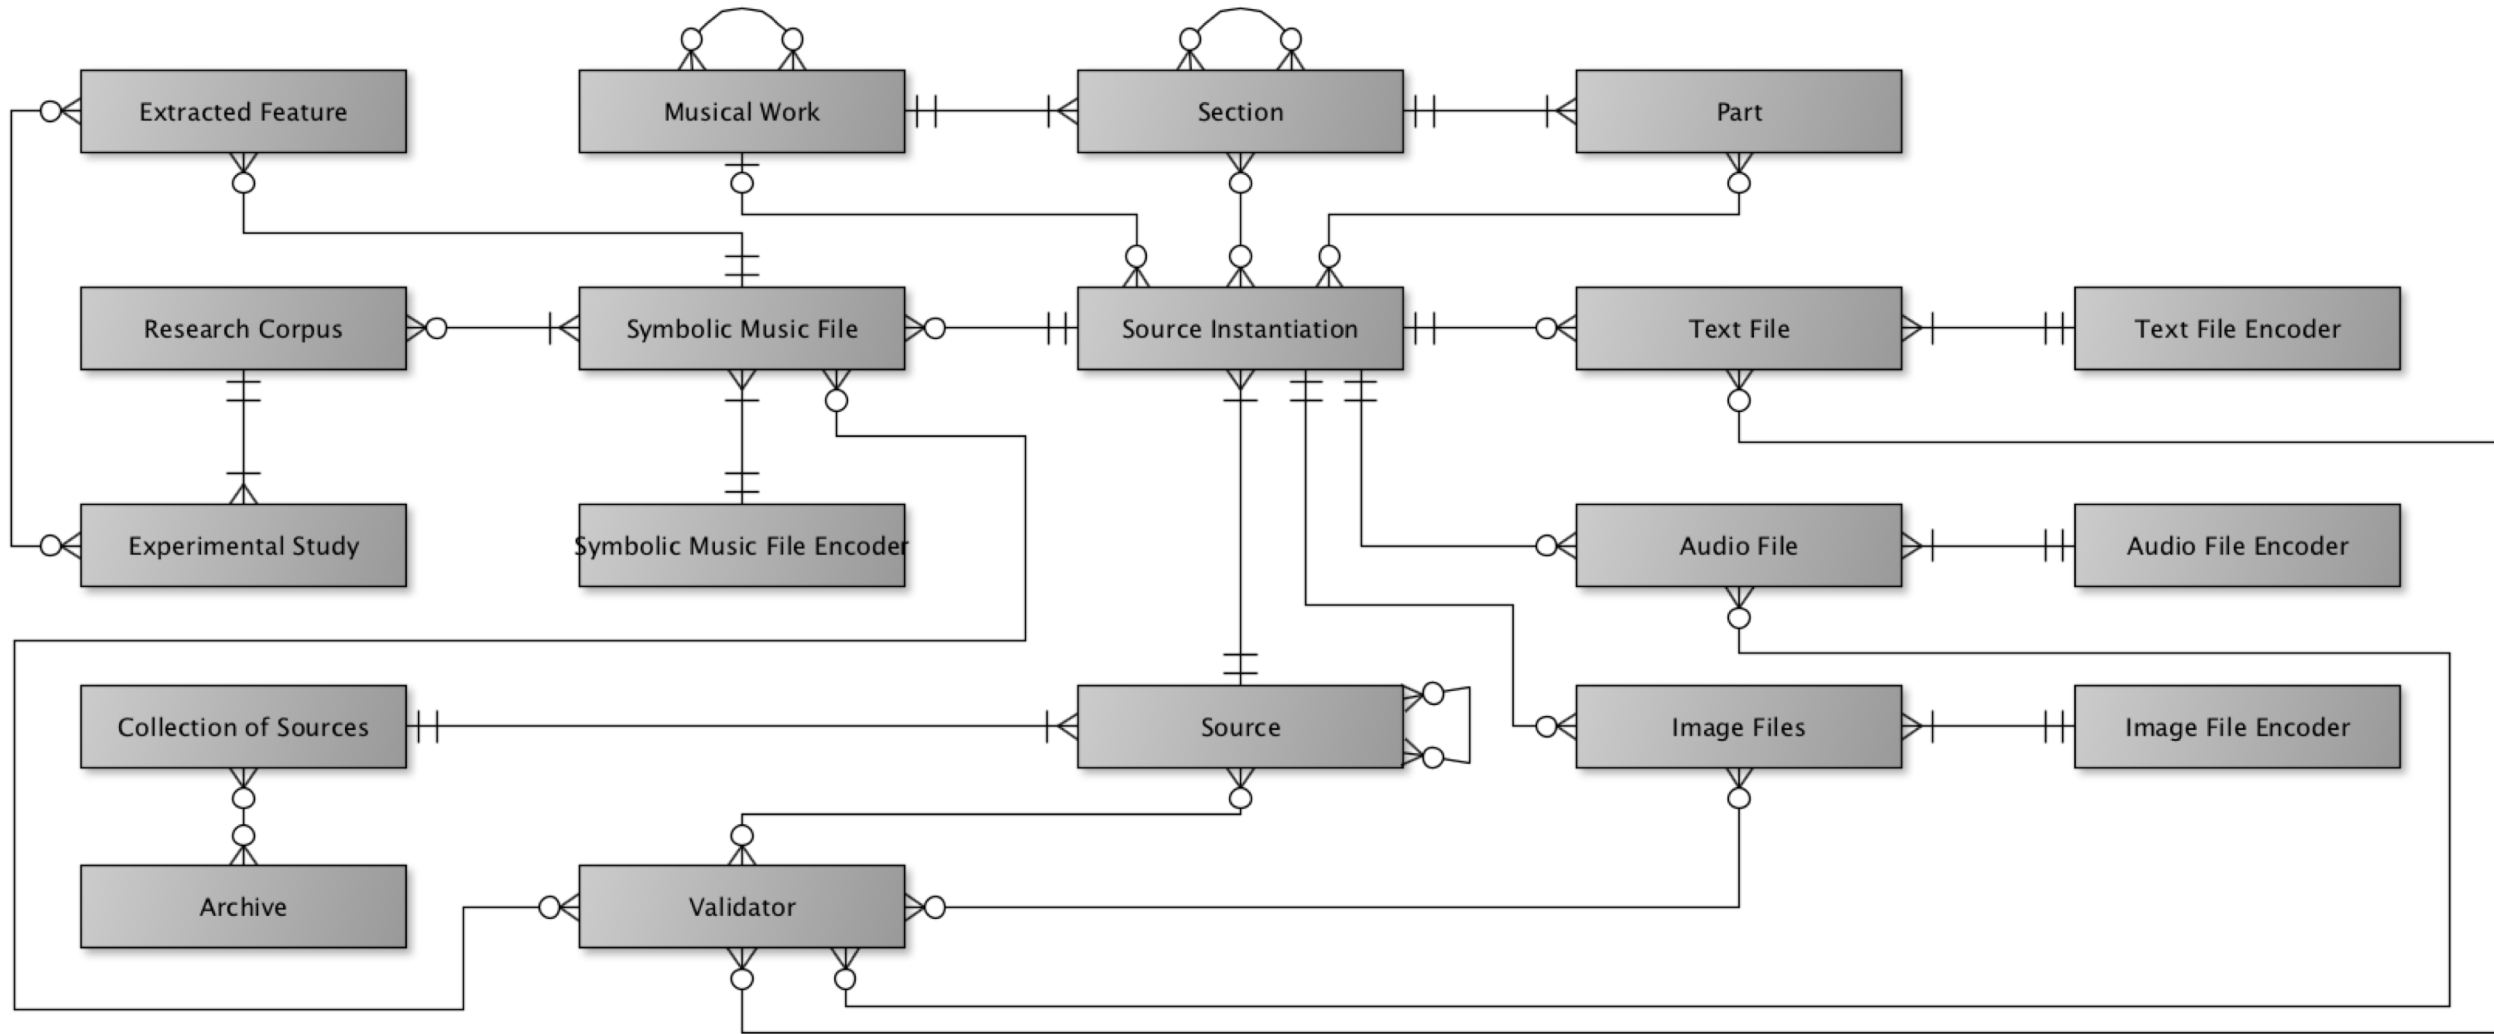 Extracted Feature
Musical Work
Section
Part
Research Corpus
Symbolic Music File
Source Instantiation
Text File
Text File Encoder
Experimental Study
Symbolic Music File Encoder
Audio File
Audio File Encoder
Collection of Sources
Source
Image Files
Image File Encoder
Archive
Validator